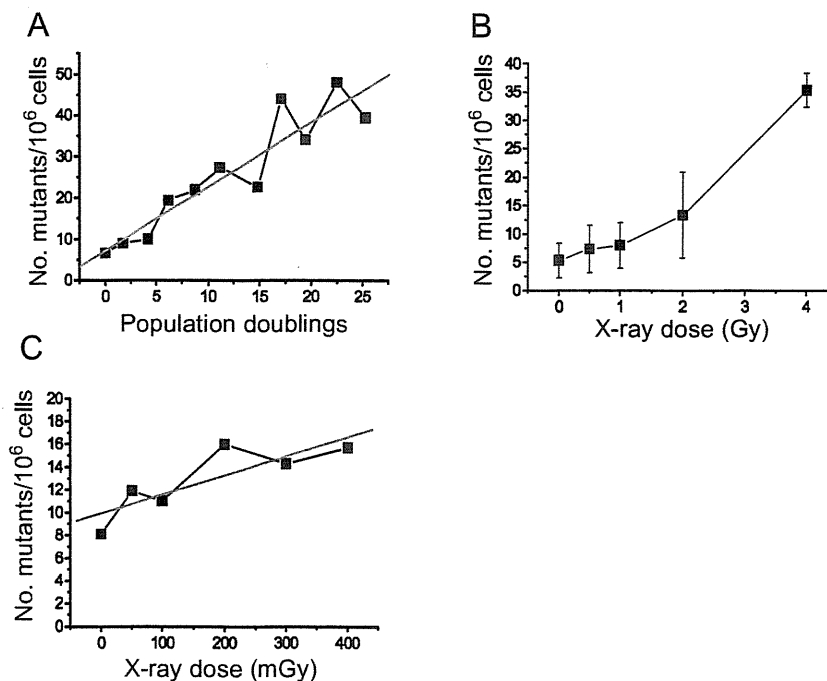 A
No. mutants/10⁶ cells
50
40
30
20
10
0
0 5 10 15 20 25
Population doublings
B
No. mutants/10⁶ cells
40
35
30
25
20
15
10
5
0
0 1 2 3 4
X-ray dose (Gy)
C
No. mutants/10⁶ cells
20
18
16
14
12
10
8
6
4
2
0
0 100 200 300 400
X-ray dose (mGy)